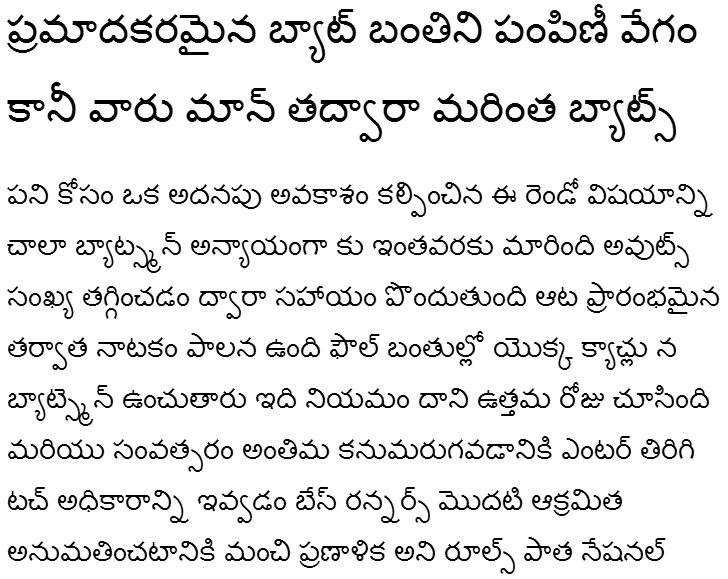 ప్రమాదకరమైన బ్యాట్ బంతిని పంపిణీ వేగం
కానీ వారు మాన్ తద్వారా మరింత బ్యాట్స్
పని కోసం ఒక అదనపు అవకాశం కల్పించిన ఈ రెండో విషయాన్ని
చాలా బ్యాట్స్మన్ అన్యాయంగా కు ఇంతవరకు మారింది అవుట్స్
సంఖ్య తగ్గించడం ద్వారా సహాయం పొందుతుంది ఆట ప్రారంభమైన
తర్వాత నాటకం పాలన ఉంది ఫౌల్ బంతుల్లో యొక్క క్యాచ్లు న
బ్యాట్స్మెన్ ఉంచుతారు ఇది నియమం దాని ఉత్తమ రోజు చూసింది
మరియు సంవత్సరం అంతిమ కనుమరుగవడానికి ఎంటర్ తిరిగి
టచ్ అధికారాన్ని ఇవ్వడం బేస్ రన్నర్స్ మొదటి ఆక్రమిత
అనుమతించటానికి మంచి ప్రణాళిక అని రూల్స్ పాత నేషనల్